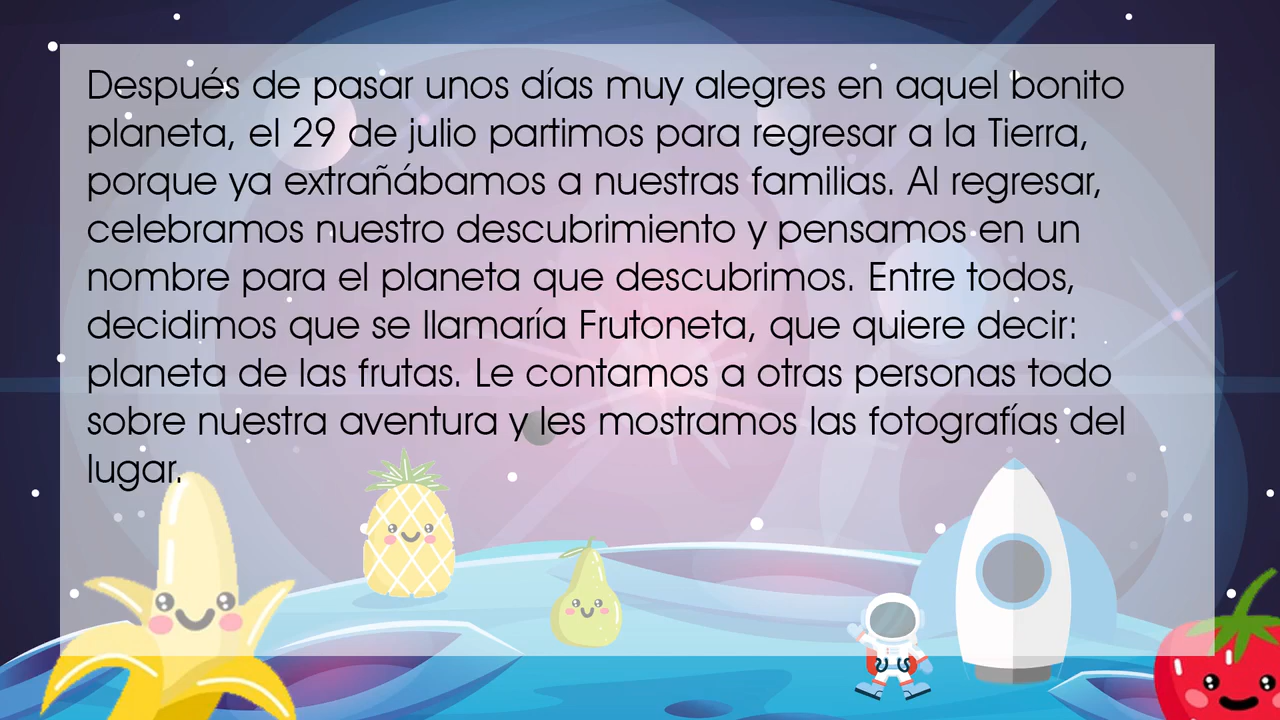 Después de pasar unos días muy alegres en aquel bonito
planeta, el 29 de julio partimos para regresar a la Tierra,
porque ya extrañábamos a nuestras familias. Al regresar,
celebramos nuestro descubrimiento y pensamos en un
nombre para el planeta que descubrimos. Entre todos,
decidimos que se llamaría Frutoneta, que quiere decir:
planeta de las frutas. Le contamos a otras personas todo
sobre nuestra aventura y les mostramos las fotografías del
lugar.